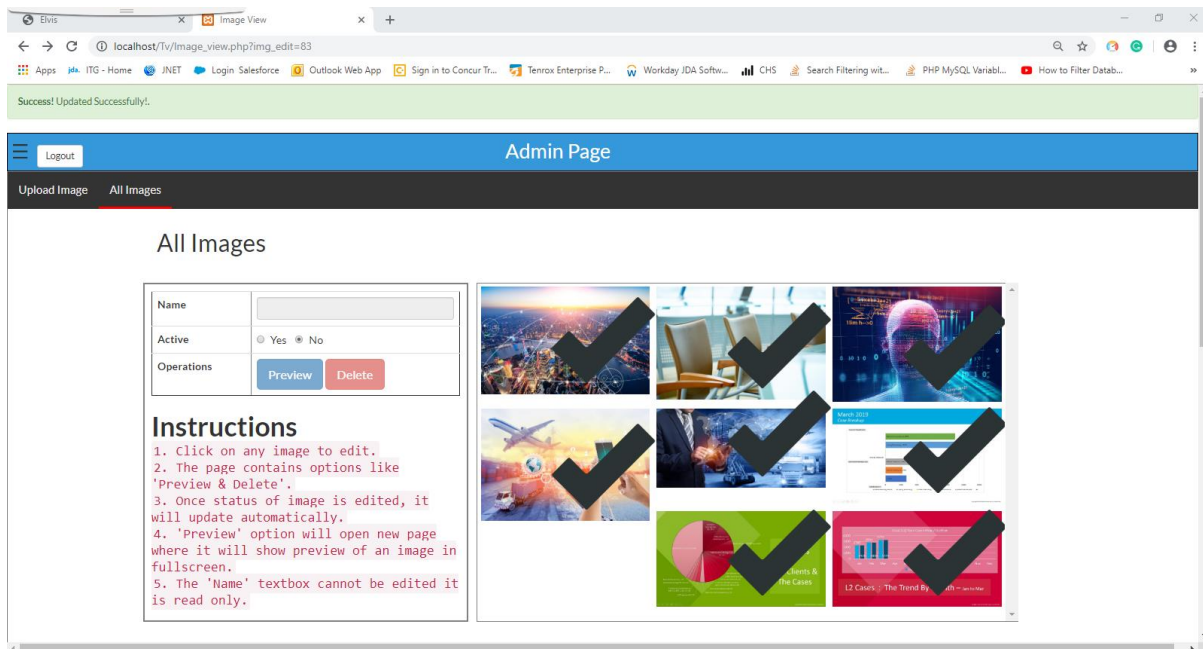 Elvis
Image View
localhost/Tv/Image_view.php?img_edit=83
Apps
jda. ITG - Home
JNET
Login Salesforce
Outlook Web App
Sign in to Concur Tr...
Tenrox Enterprise P...
Workday JDA Softw...
CHS
Search Filtering wit...
PHP MySQL Variabl...
How to Filter Datab...
»
Success! Updated Successfully!.
Logout
Admin Page
Upload Image
All Images
All Images
Name
Active
Yes
No
Operations
Preview
Delete
Instructions
1. Click on any image to edit.
2. The page contains options like
'Preview & Delete'.
3. Once status of image is edited, it
will update automatically.
4. 'Preview' option will open new page
where it will show preview of an image in
fullscreen.
5. The 'Name' textbox cannot be edited it
is read only.
March 2019
Clients &
The Cases
L2 Cases
The Trend By